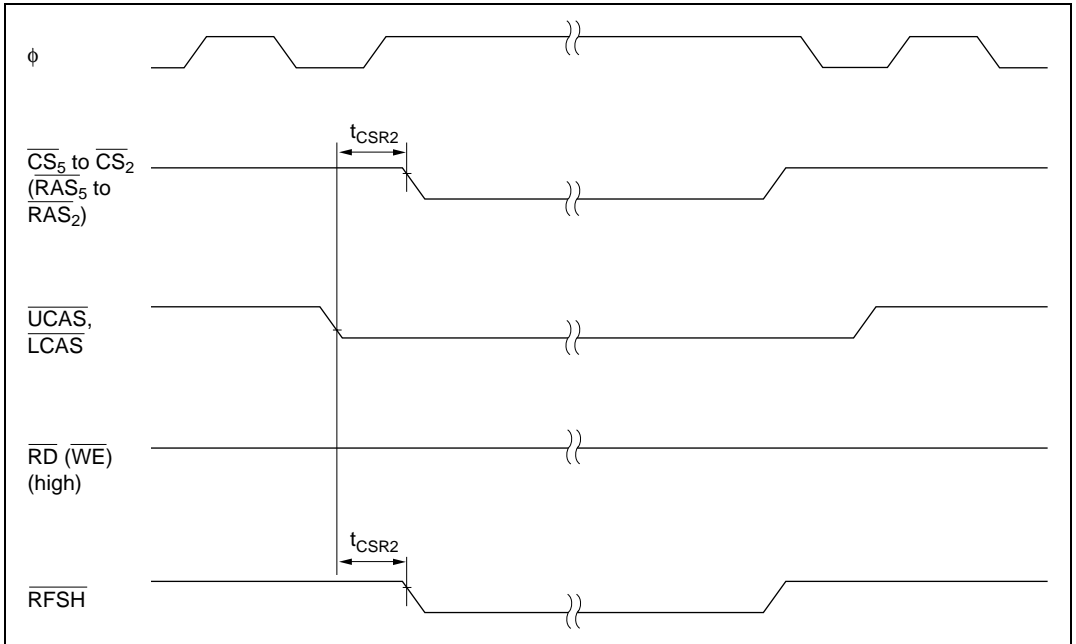 φ
tCSR2
CS5 to CS2
(RAS5 to
RAS2)
UCAS,
LCAS
RD (WE)
(high)
tCSR2
RFSH